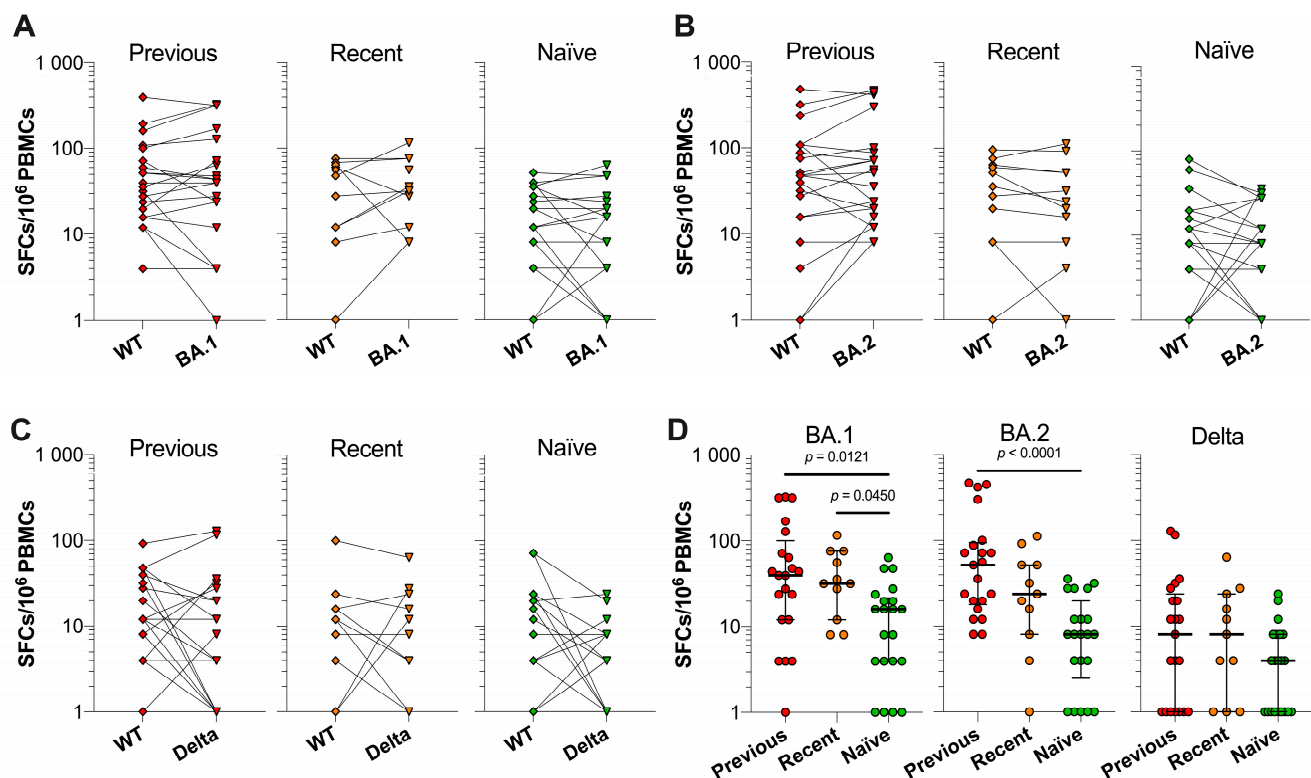 A
Previous
Recent
Naïve
SFCs/10⁶ PBMCs
1 000
100
10
1
WT
BA.1
WT
BA.1
WT
BA.1
B
Previous
Recent
Naïve
SFCs/10⁶ PBMCs
1 000
100
10
1
WT
BA.2
WT
BA.2
WT
BA.2
C
Previous
Recent
Naïve
SFCs/10⁶ PBMCs
1 000
100
10
1
WT
Delta
WT
Delta
WT
Delta
D
BA.1
BA.2
Delta
p = 0.0121
p < 0.0001
p = 0.0450
SFCs/10⁶ PBMCs
1 000
100
10
1
Previous
Recent
Naïve
Previous
Recent
Naïve
Previous
Recent
Naïve